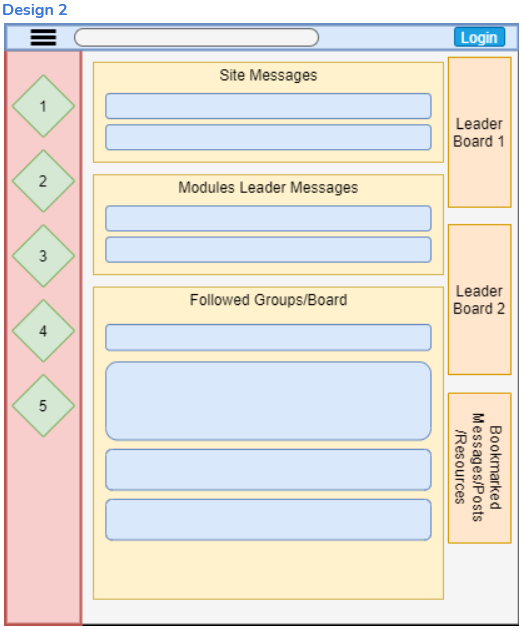 Design 2
Login
1
2
3
4
5
Site Messages
Modules Leader Messages
Followed Groups/Board
Leader
Board 1
Leader
Board 2
Bookmarked
Messages/Posts
/Resources